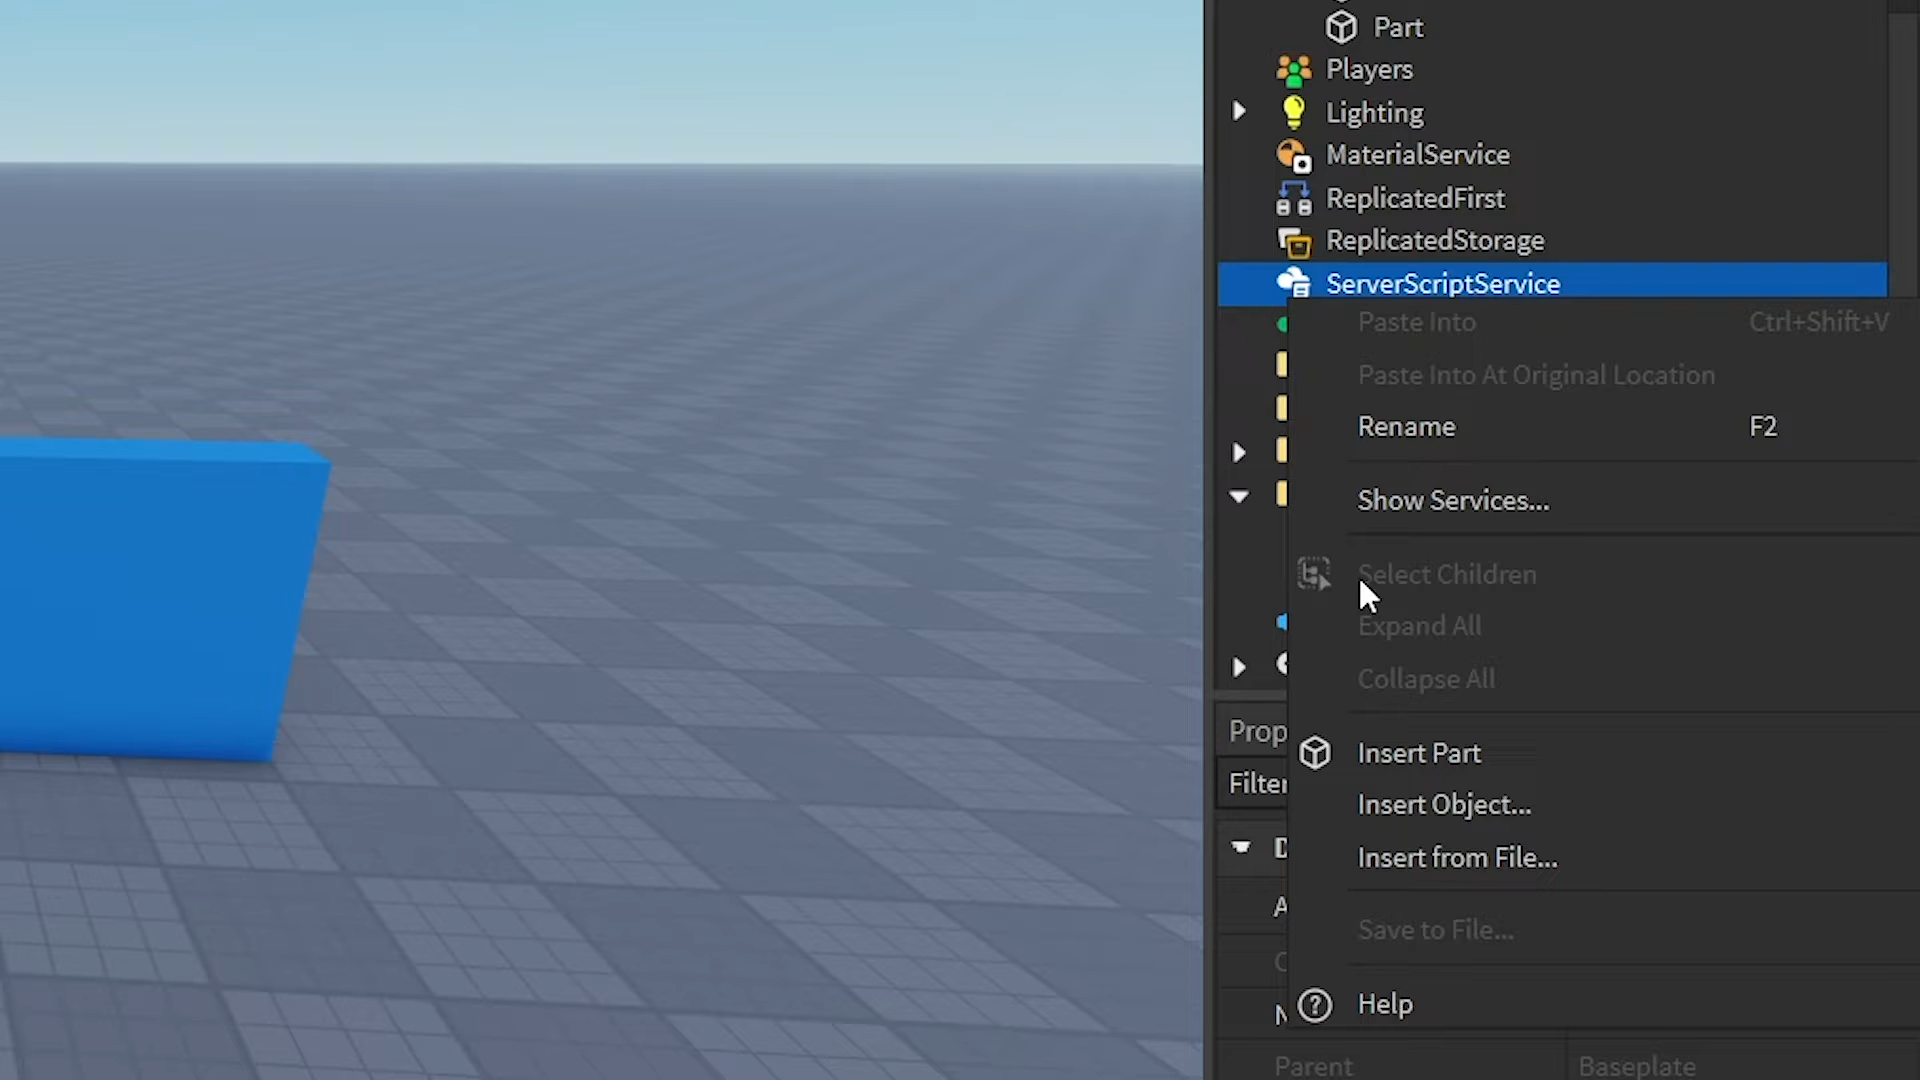 Part
Players
Lighting
MaterialService
ReplicatedFirst
ReplicatedStorage
ServerScriptService
Paste Into Ctrl+Shift+V
Paste Into At Original Location
Rename F2
Show Services...
Select Children
Expand All
Collapse All
Prop
Insert Part
Filter
Insert Object...
Insert from File...
A
Save to File...
Help
Parent Baseplate